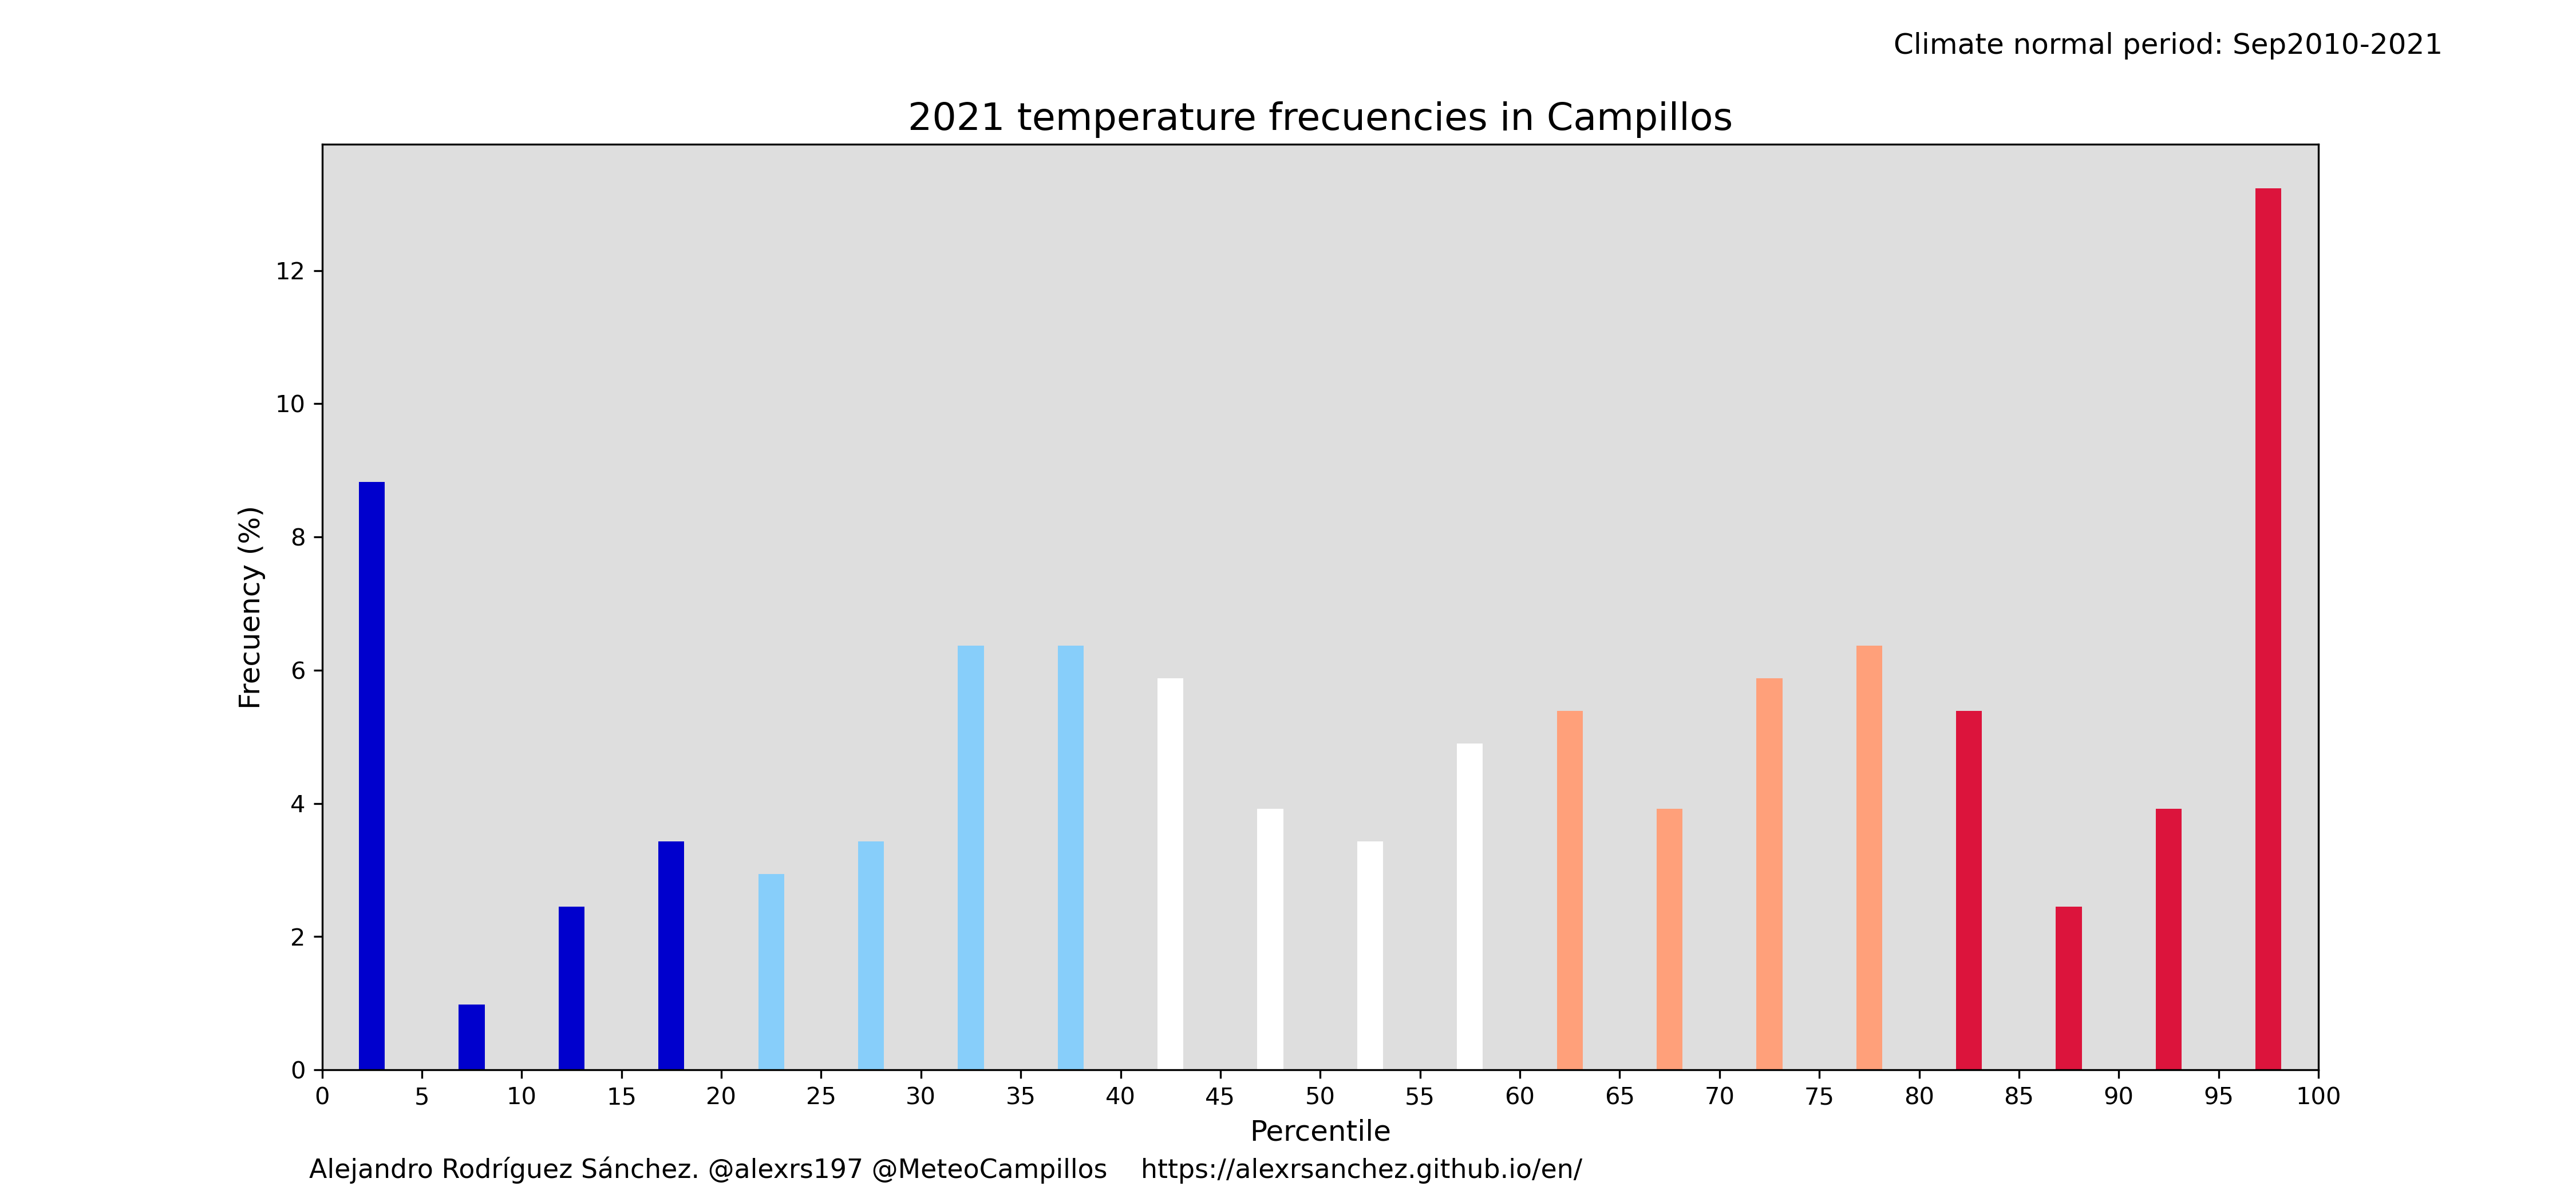 Climate normal period: Sep2010-2021
2021 temperature frecuencies in Campillos
Frecuency (%)
12
10
8
6
4
2
0
0 5 10 15 20 25 30 35 40 45 50 55 60 65 70 75 80 85 90 95 100
Percentile
Alejandro Rodríguez Sánchez. @alexrs197 @MeteoCampillos https://alexrsanchez.github.io/en/